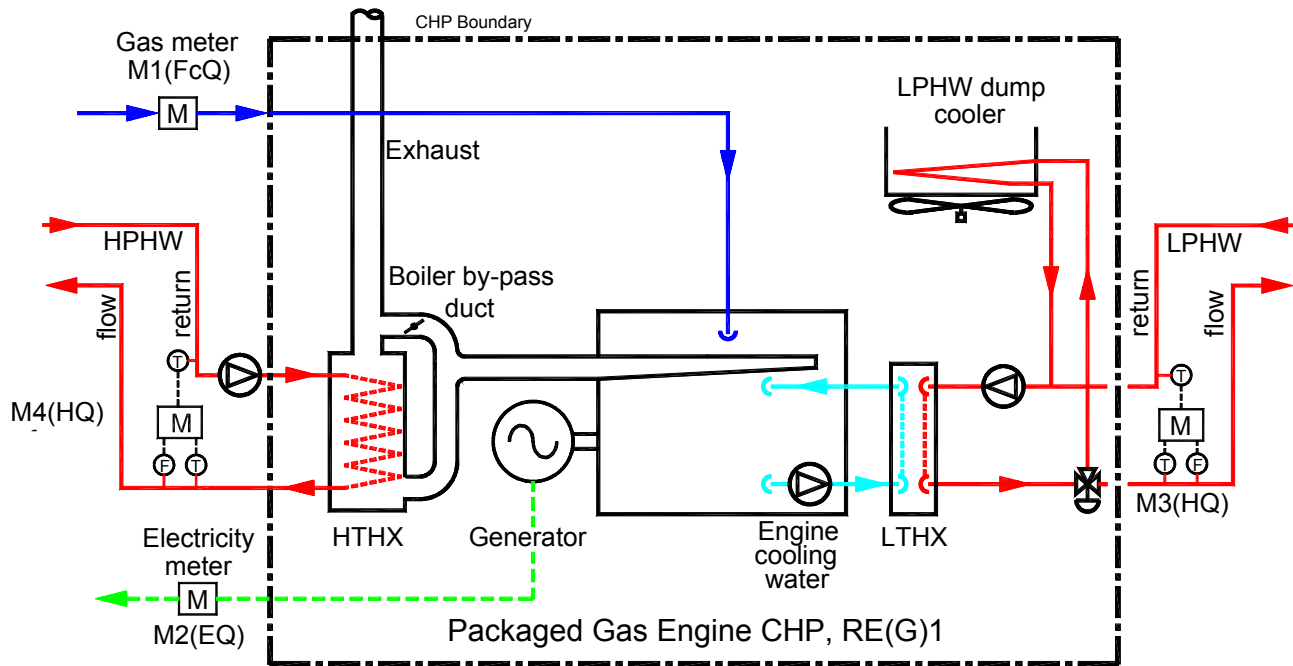 CHP Boundary
Gas meter
M1(FcQ)
M
LPHW dump
cooler
Exhaust
HPHW
LPHW
Boiler by-pass
duct
flow
return
return
flow
T
T
M4(HQ)
M
M
F
T
T
F
M3(HQ)
HTHX
Generator
Engine
cooling
water
LTHX
Electricity
meter
M
M2(EQ)
Packaged Gas Engine CHP, RE(G)1